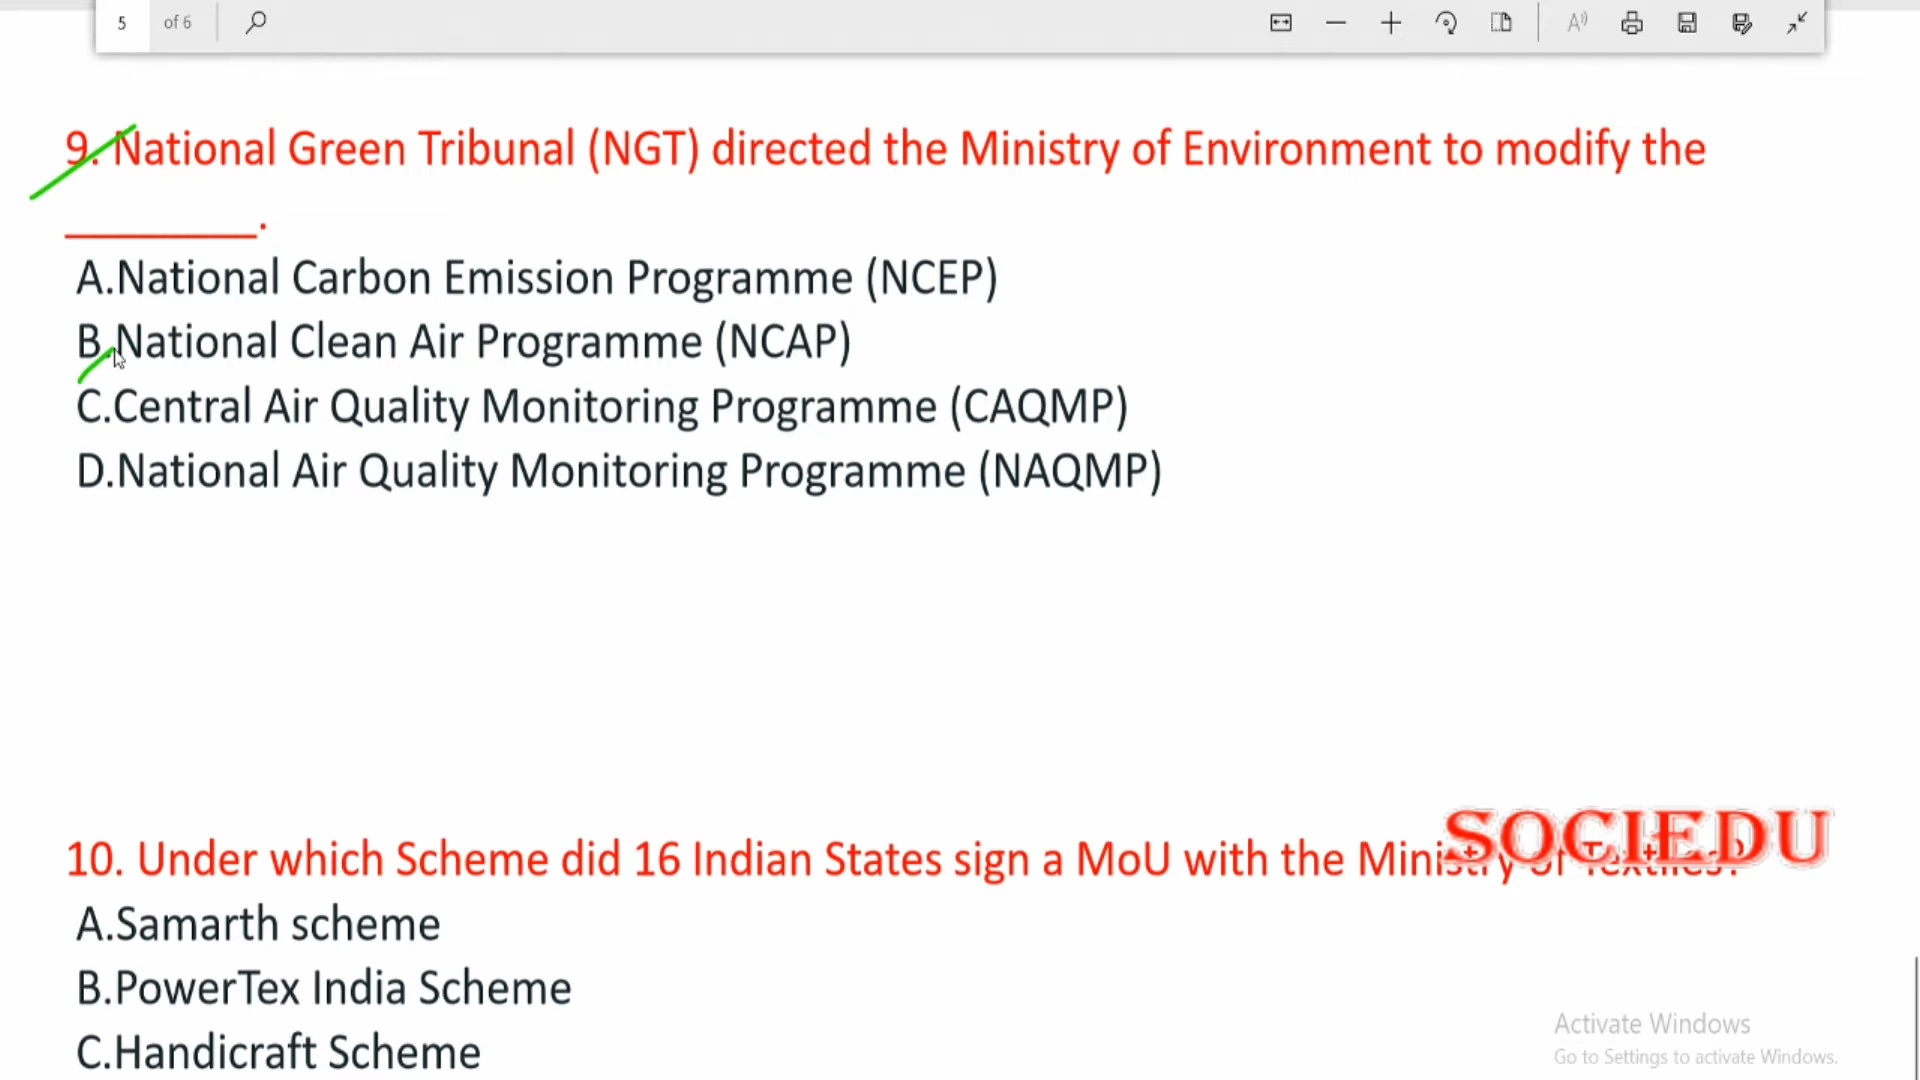 5 of 6
9. National Green Tribunal (NGT) directed the Ministry of Environment to modify the
________.
A.National Carbon Emission Programme (NCEP)
B.National Clean Air Programme (NCAP)
C.Central Air Quality Monitoring Programme (CAQMP)
D.National Air Quality Monitoring Programme (NAQMP)
SOCIEDU
10. Under which Scheme did 16 Indian States sign a MoU with the Ministry of Textiles?
A.Samarth scheme
B.PowerTex India Scheme
C.Handicraft Scheme
Activate Windows
Go to Settings to activate Windows.